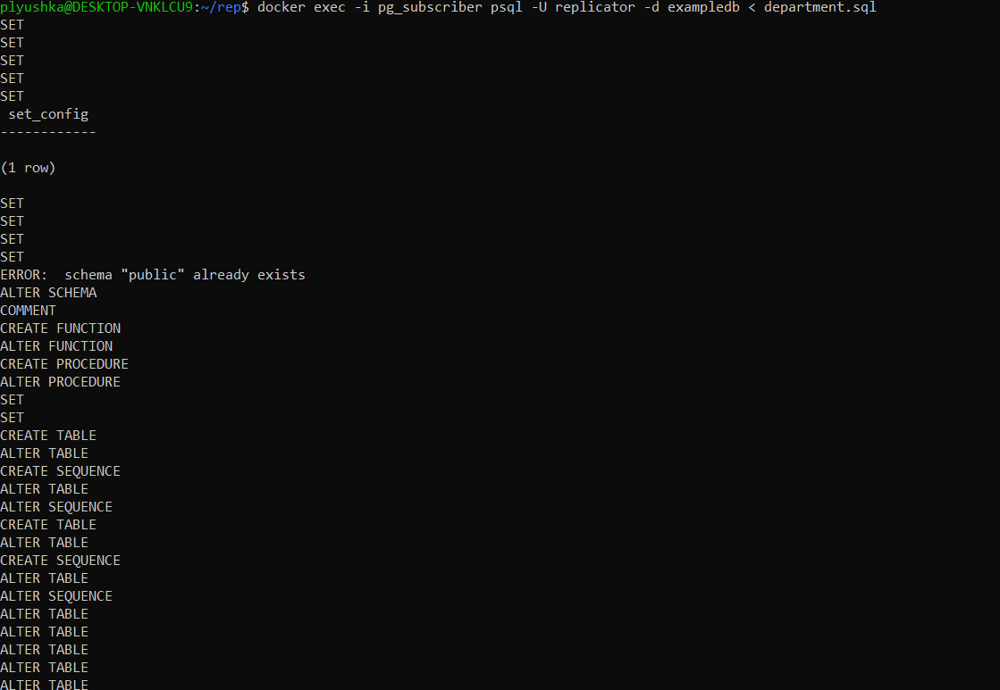 plyushka@DESKTOP-VNKLCU9:~/rep$ docker exec -i pg_subscriber psql -U replicator -d exampledb < department.sql
SET
SET
SET
SET
SET
 set_config
------------

(1 row)

SET
SET
SET
SET
ERROR:  schema "public" already exists
ALTER SCHEMA
COMMENT
CREATE FUNCTION
ALTER FUNCTION
CREATE PROCEDURE
ALTER PROCEDURE
SET
SET
CREATE TABLE
ALTER TABLE
CREATE SEQUENCE
ALTER TABLE
ALTER SEQUENCE
CREATE TABLE
ALTER TABLE
CREATE SEQUENCE
ALTER TABLE
ALTER SEQUENCE
ALTER TABLE
ALTER TABLE
ALTER TABLE
ALTER TABLE
ALTER TABLE